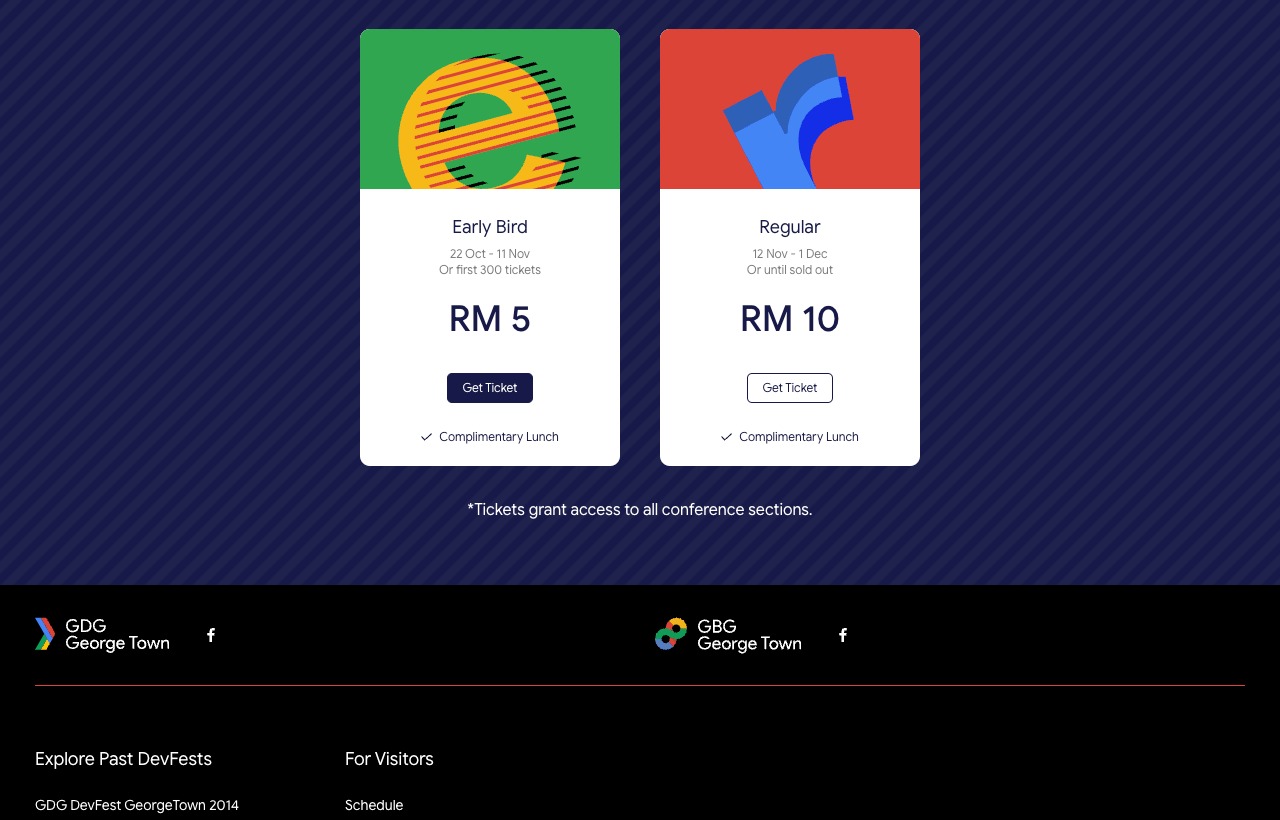 Early Bird
22 Oct - 11 Nov
Or first 300 tickets
RM 5
Get Ticket
Complimentary Lunch
Regular
12 Nov - 1 Dec
Or until sold out
RM 10
Get Ticket
Complimentary Lunch
*Tickets grant access to all conference sections.
GDG
George Town
GBG
George Town
Explore Past DevFests
GDG DevFest GeorgeTown 2014
For Visitors
Schedule